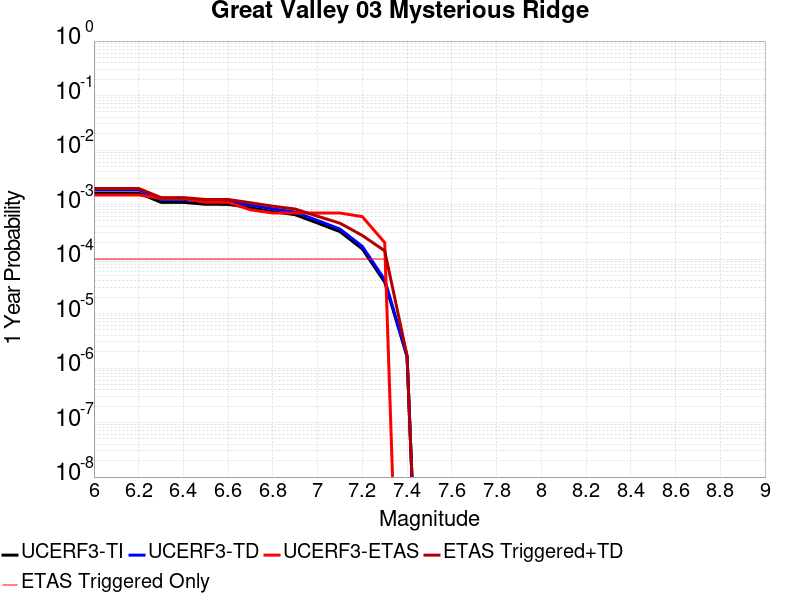 Great Valley 03 Mysterious Ridge
10 0
10 -1
10 -2
10 -3
10 -4
10 -5
10 -6
10 -7
10 -8
1 Year Probability
6 6.2 6.4 6.6 6.8 7 7.2 7.4 7.6 7.8 8 8.2 8.4 8.6 8.8 9
Magnitude
UCERF3-TI UCERF3-TD UCERF3-ETAS ETAS Triggered+TD
ETAS Triggered Only